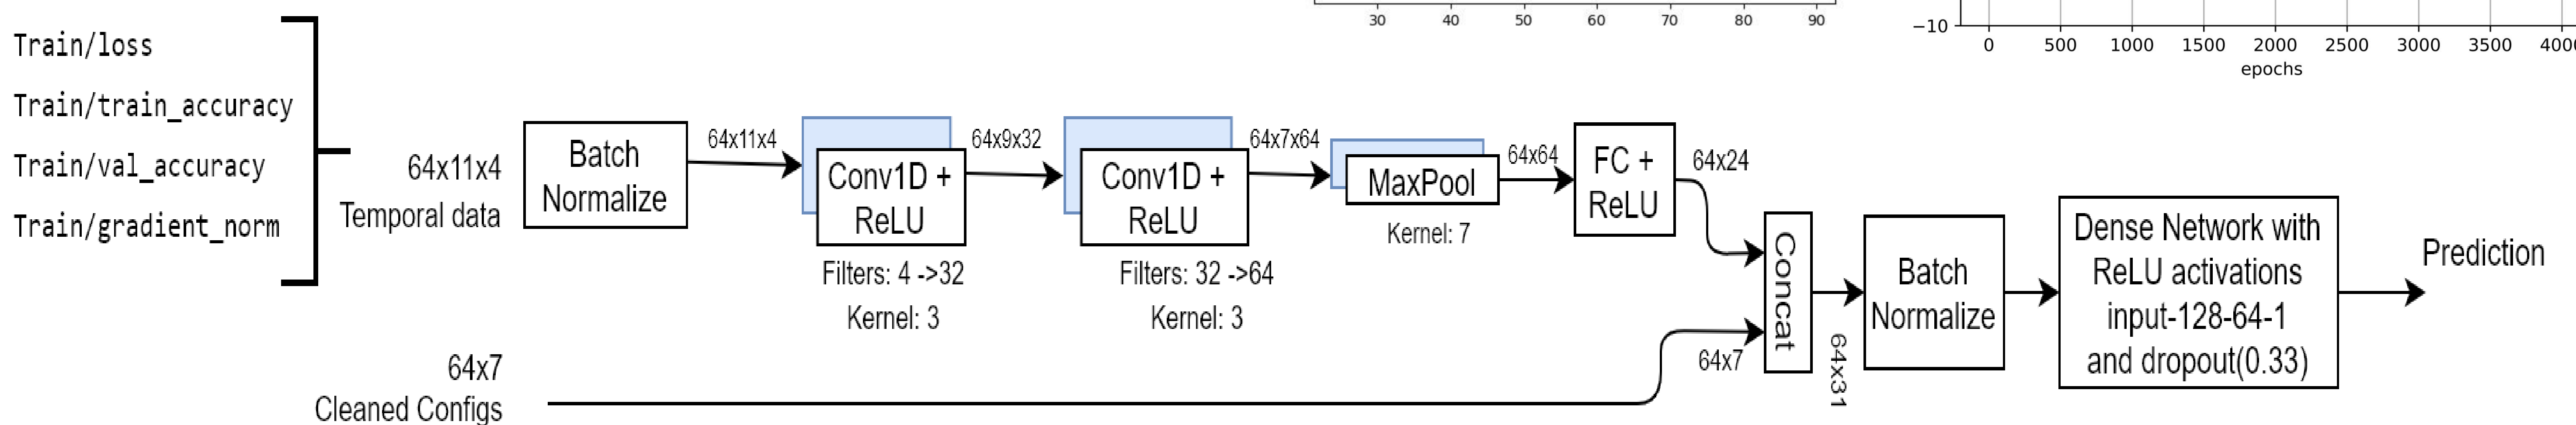 30 40 50 60 70 80 90
-10
0 500 1000 1500 2000 2500 3000 3500
epochs
Train/loss
Train/train_accuracy
Train/val_accuracy
Train/gradient_norm
64x11x4
Temporal data
Batch
Normalize
64x11x4
Conv1D +
ReLU
Filters: 4 ->32
Kernel: 3
64x9x32
Conv1D +
ReLU
Filters: 32 ->64
Kernel: 3
64x7x64
MaxPool
Kernel: 7
64x64
FC +
ReLU
64x24
64x7
Cleaned Configs
64x7
Concat
64x31
Batch
Normalize
Dense Network with
ReLU activations
input-128-64-1
and dropout(0.33)
Prediction